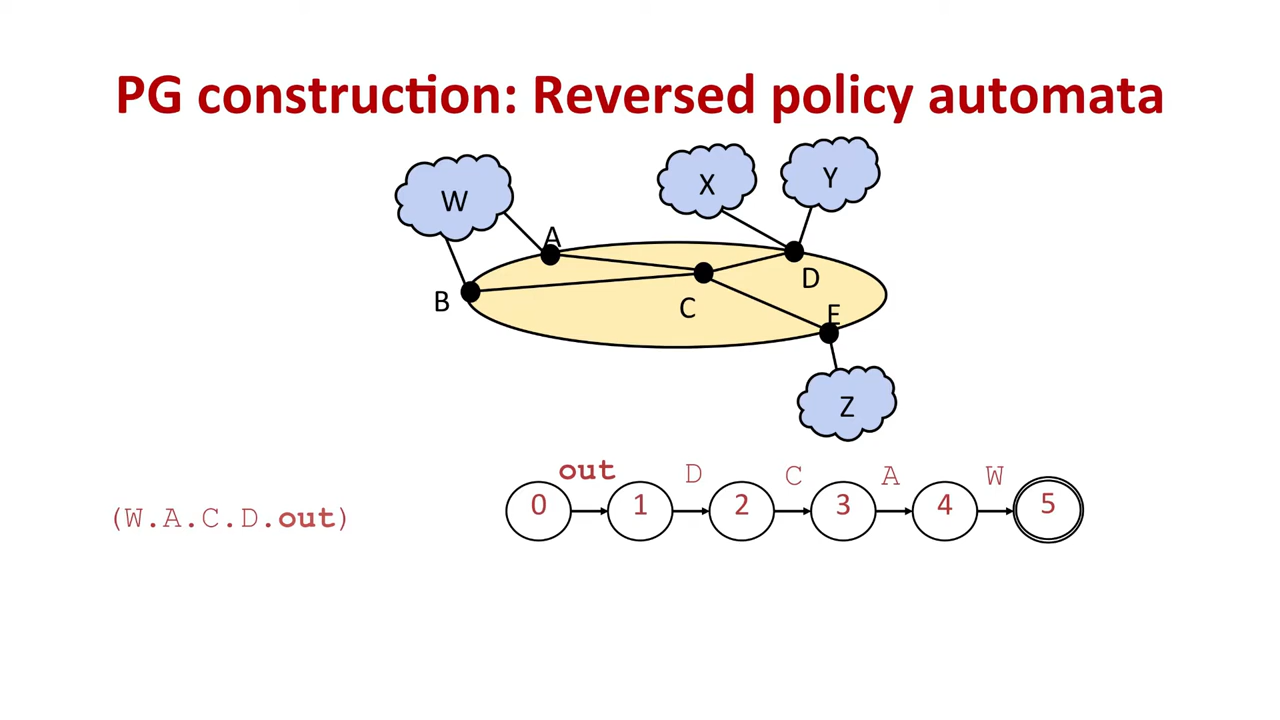 PG construction: Reversed policy automata
W
X
Y
A
B
C
D
E
Z
out D C A W
(W.A.C.D.out)
0 1 2 3 4 5